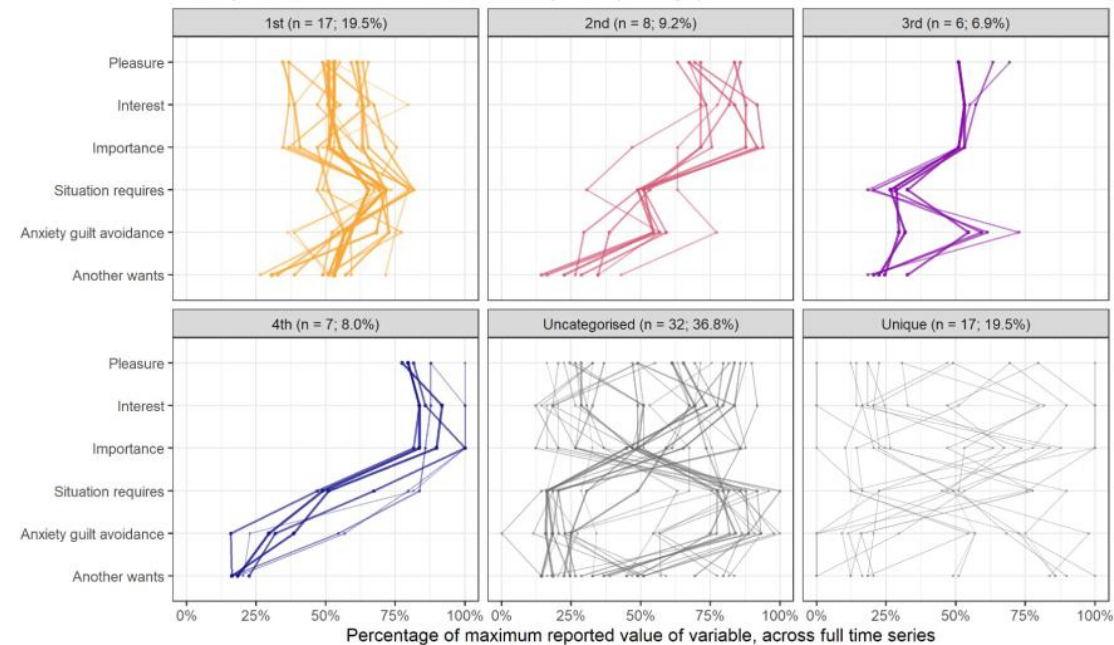 1st (n = 17; 19.5%)
2nd (n = 8; 9.2%)
3rd (n = 6; 6.9%)
Pleasure
Interest
Importance
Situation requires
Anxiety guilt avoidance
Another wants
4th (n = 7; 8.0%)
Uncategorised (n = 32; 36.8%)
Unique (n = 17; 19.5%)
Pleasure
Interest
Importance
Situation requires
Anxiety guilt avoidance
Another wants
0% 25% 50% 75% 100% 0% 25% 50% 75% 100% 0% 25% 50% 75% 100%
Percentage of maximum reported value of variable, across full time series